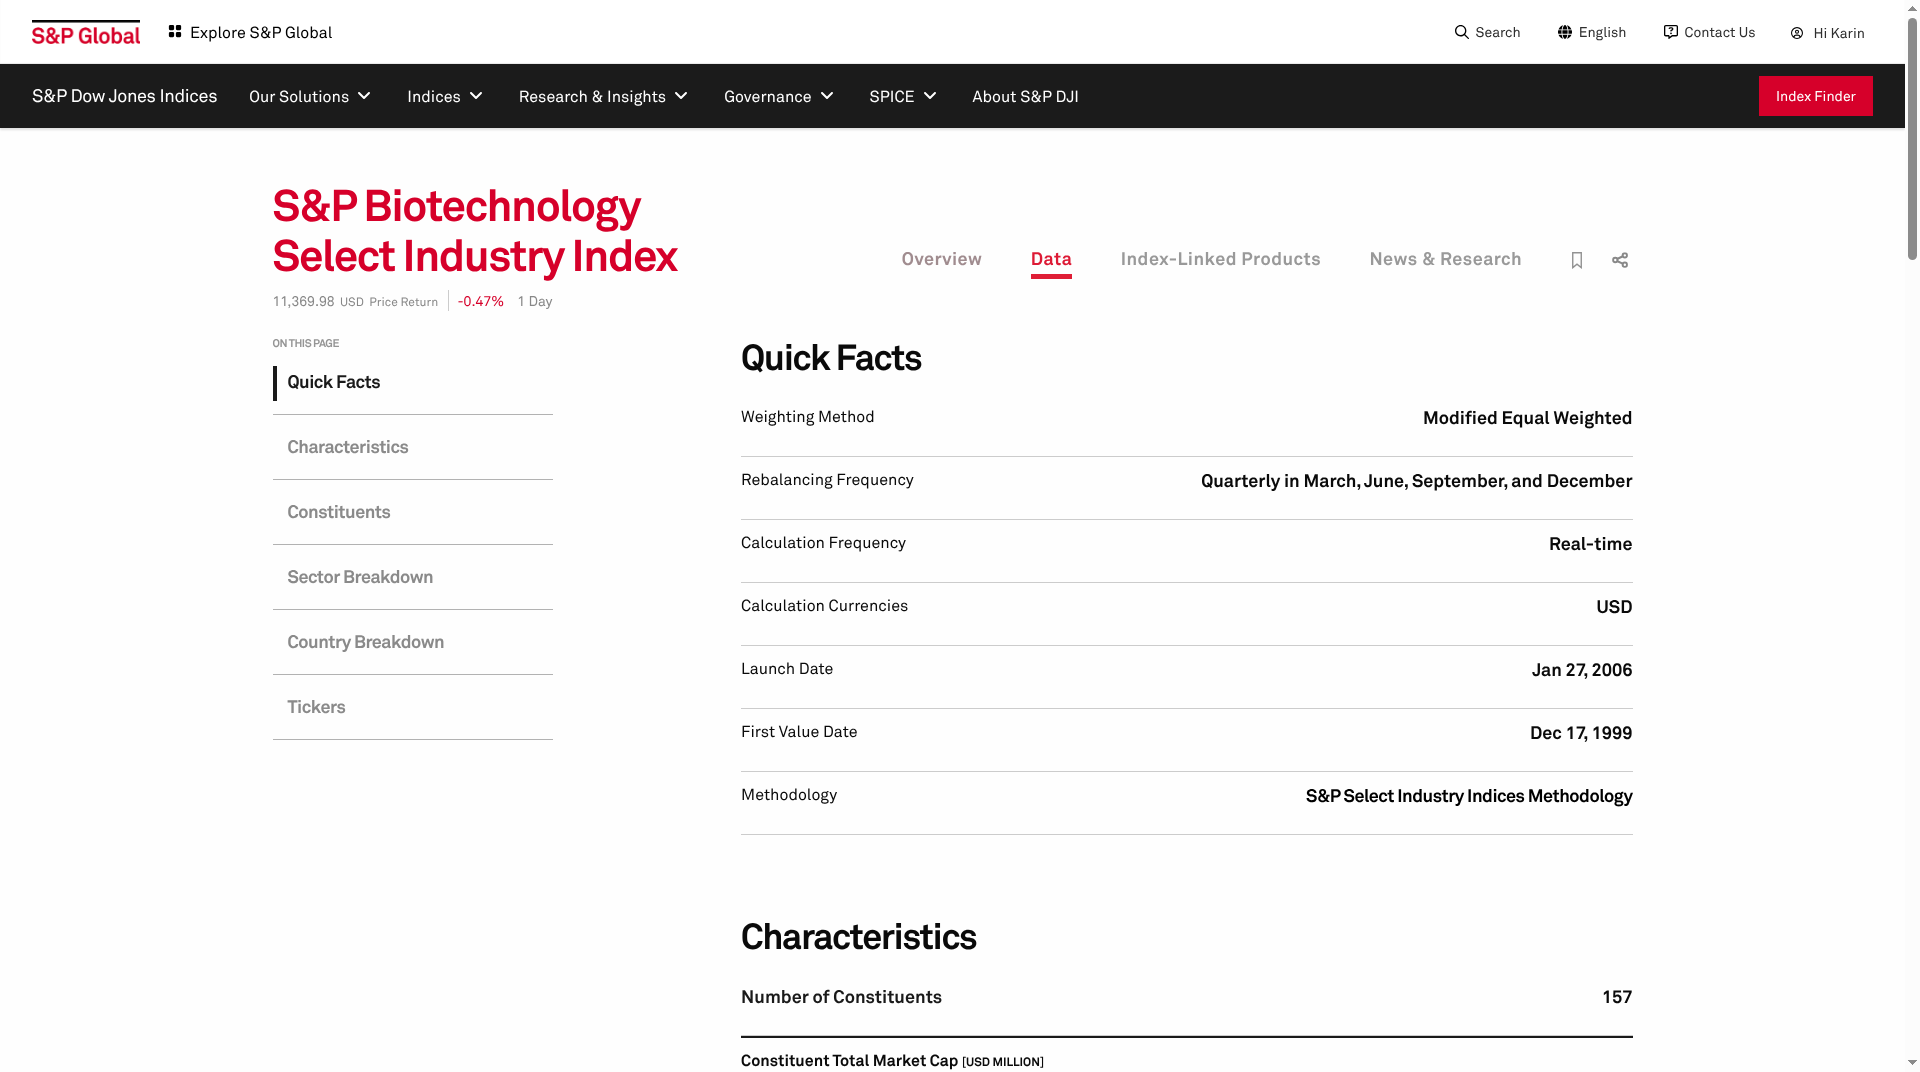 S&P Global
Explore S&P Global
Search
English
Contact Us
Hi Karin
S&P Dow Jones Indices
Our Solutions
Indices
Research & Insights
Governance
SPICE
About S&P DJI
Index Finder
S&P Biotechnology
Select Industry Index
11,369.98 USD Price Return -0.47% 1 Day
Overview
Data
Index-Linked Products
News & Research
ON THIS PAGE
Quick Facts
Characteristics
Constituents
Sector Breakdown
Country Breakdown
Tickers
Quick Facts
Weighting Method Modified Equal Weighted
Rebalancing Frequency Quarterly in March, June, September, and December
Calculation Frequency Real-time
Calculation Currencies USD
Launch Date Jan 27, 2006
First Value Date Dec 17, 1999
Methodology S&P Select Industry Indices Methodology
Characteristics
Number of Constituents 157
Constituent Total Market Cap [USD MILLION]